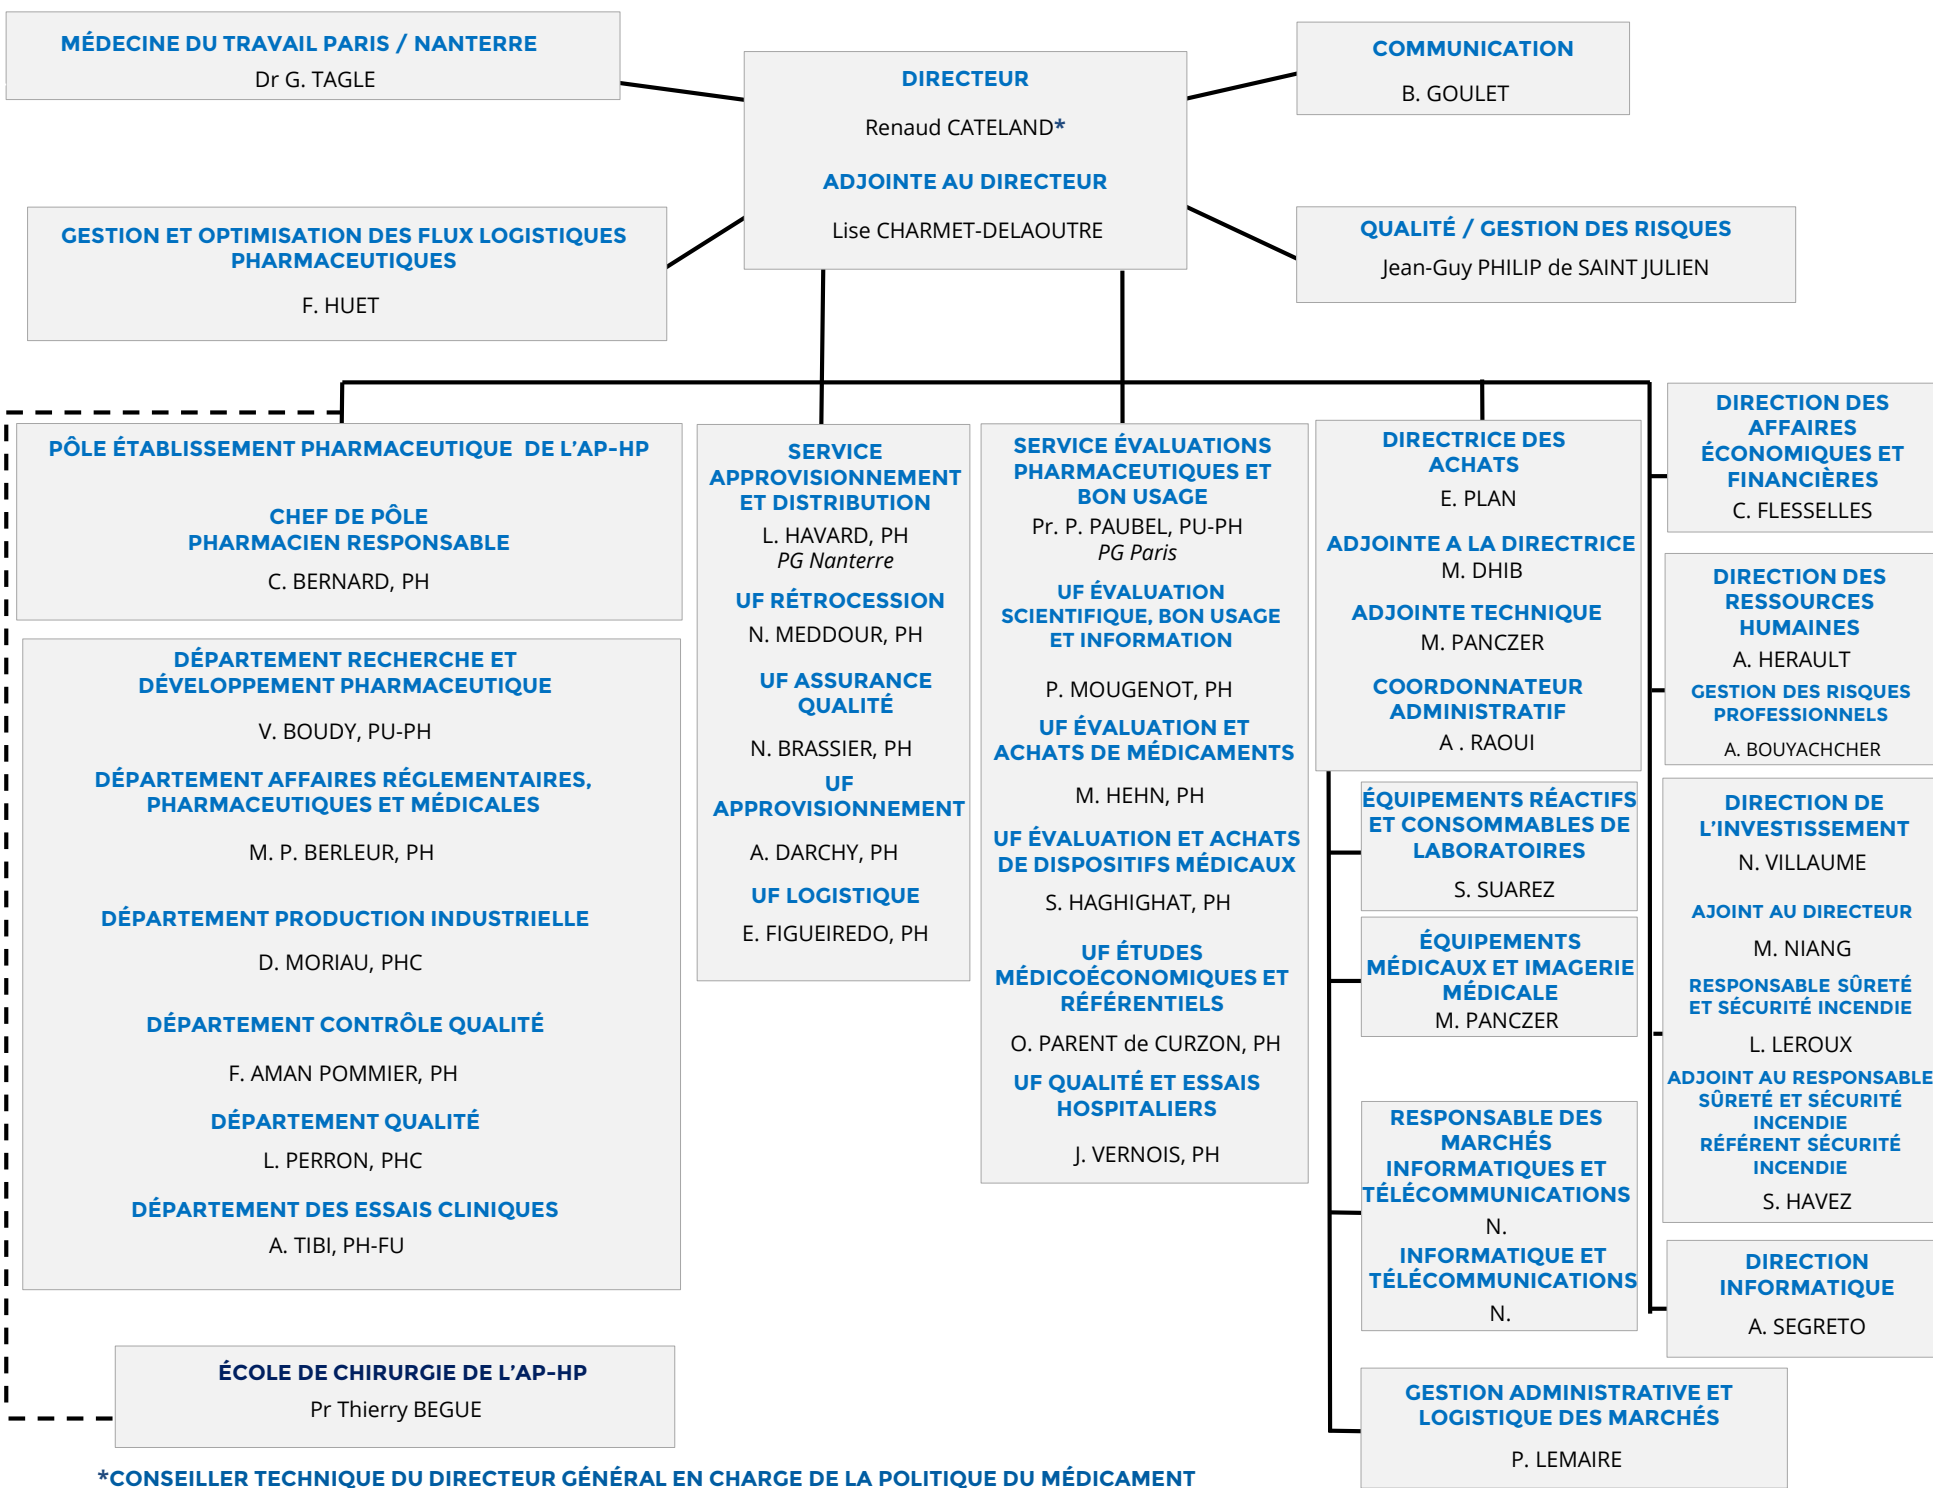 MÉDECINE DU TRAVAIL PARIS / NANTERRE
Dr G. TAGLE
DIRECTEUR
Renaud CATELAND*
ADJOINTE AU DIRECTEUR
Lise CHARMET-DELAOUTRE
COMMUNICATION
B. GOULET
GESTION ET OPTIMISATION DES FLUX LOGISTIQUES
PHARMACEUTIQUES
F. HUET
QUALITÉ / GESTION DES RISQUES
Jean-Guy PHILIP de SAINT JULIEN
PÔLE ÉTABLISSEMENT PHARMACEUTIQUE DE L’AP-HP
CHEF DE PÔLE
PHARMACIEN RESPONSABLE
C. BERNARD, PH
DÉPARTEMENT RECHERCHE ET
DÉVELOPPEMENT PHARMACEUTIQUE
V. BOUDY, PU-PH
DÉPARTEMENT AFFAIRES RÉGLEMENTAIRES,
PHARMACEUTIQUES ET MÉDICALES
M. P. BERLEUR, PH
DÉPARTEMENT PRODUCTION INDUSTRIELLE
D. MORIAU, PHC
DÉPARTEMENT CONTRÔLE QUALITÉ
F. AMAN POMMIER, PH
DÉPARTEMENT QUALITÉ
L. PERRON, PHC
DÉPARTEMENT DES ESSAIS CLINIQUES
A. TIBI, PH-FU
ÉCOLE DE CHIRURGIE DE L’AP-HP
Pr Thierry BEGUE
SERVICE
APPROVISIONNEMENT
ET DISTRIBUTION
L. HAVARD, PH
PG Nanterre
UF RÉTROCESSION
N. MEDDOUR, PH
UF ASSURANCE
QUALITÉ
N. BRASSIER, PH
UF
APPROVISIONNEMENT
A. DARCHY, PH
UF LOGISTIQUE
E. FIGUEIREDO, PH
SERVICE ÉVALUATIONS
PHARMACEUTIQUES ET
BON USAGE
Pr. P. PAUBEL, PU-PH
PG Paris
UF ÉVALUATION
SCIENTIFIQUE, BON USAGE
ET INFORMATION
P. MOUGENOT, PH
UF ÉVALUATION ET
ACHATS DE MÉDICAMENTS
M. HEHN, PH
UF ÉVALUATION ET ACHATS
DE DISPOSITIFS MÉDICAUX
S. HAGHIGHAT, PH
UF ÉTUDES
MÉDICOÉCONOMIQUES ET
RÉFÉRENTIELS
O. PARENT de CURZON, PH
UF QUALITÉ ET ESSAIS
HOSPITALIERS
J. VERNOIS, PH
DIRECTRICE DES
ACHATS
E. PLAN
ADJOINTE A LA DIRECTRICE
M. DHIB
ADJOINTE TECHNIQUE
M. PANCZER
COORDONNATEUR
ADMINISTRATIF
A . RAOUI
ÉQUIPEMENTS RÉACTIFS
ET CONSOMMABLES DE
LABORATOIRES
S. SUAREZ
ÉQUIPEMENTS
MÉDICAUX ET IMAGERIE
MÉDICALE
M. PANCZER
RESPONSABLE DES
MARCHÉS
INFORMATIQUES ET
TÉLÉCOMMUNICATIONS
N.
INFORMATIQUE ET
TÉLÉCOMMUNICATIONS
N.
GESTION ADMINISTRATIVE ET
LOGISTIQUE DES MARCHÉS
P. LEMAIRE
DIRECTION DES
AFFAIRES
ÉCONOMIQUES ET
FINANCIÈRES
C. FLESSELLES
DIRECTION DES
RESSOURCES
HUMAINES
A. HERAULT
GESTION DES RISQUES
PROFESSIONNELS
A. BOUYACHCHER
DIRECTION DE
L’INVESTISSEMENT
N. VILLAUME
AJOINT AU DIRECTEUR
M. NIANG
RESPONSABLE SÛRETÉ
ET SÉCURITÉ INCENDIE
L. LEROUX
ADJOINT AU RESPONSABLE
SÛRETÉ ET SÉCURITÉ
INCENDIE
RÉFÉRENT SÉCURITÉ
INCENDIE
S. HAVEZ
DIRECTION
INFORMATIQUE
A. SEGRETO
*CONSEILLER TECHNIQUE DU DIRECTEUR GÉNÉRAL EN CHARGE DE LA POLITIQUE DU MÉDICAMENT